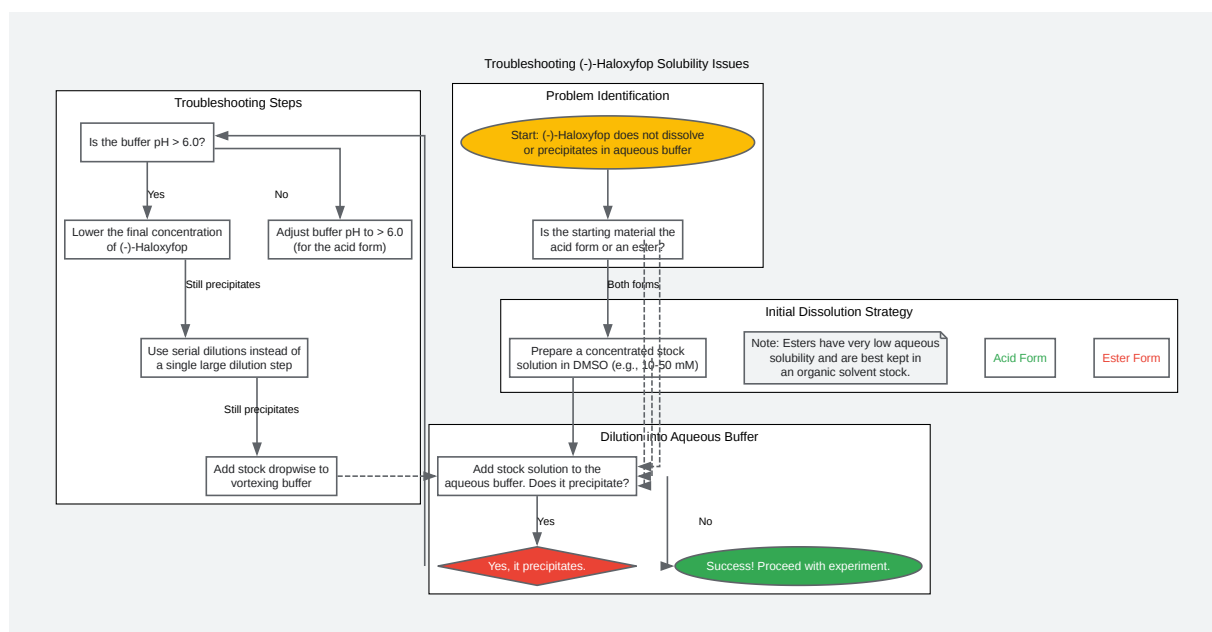 Troubleshooting (-)-Haloxyfop Solubility Issues
Troubleshooting Steps
Is the buffer pH > 6.0?
Yes
No
Lower the final concentration
of (-)-Haloxyfop
Adjust buffer pH to > 6.0
(for the acid form)
Still precipitates
Use serial dilutions instead of
a single large dilution step
Still precipitates
Add stock dropwise to
vortexing buffer
Problem Identification
Start: (-)-Haloxyfop does not dissolve
or precipitates in aqueous buffer
Is the starting material the
acid form or an ester?
Both forms
Initial Dissolution Strategy
Prepare a concentrated stock
solution in DMSO (e.g., 10-50 mM)
Note: Esters have very low aqueous
solubility and are best kept in
an organic solvent stock.
Acid Form
Ester Form
Dilution into Aqueous Buffer
Add stock solution to the
aqueous buffer. Does it precipitate?
Yes
No
Yes, it precipitates.
Success! Proceed with experiment.